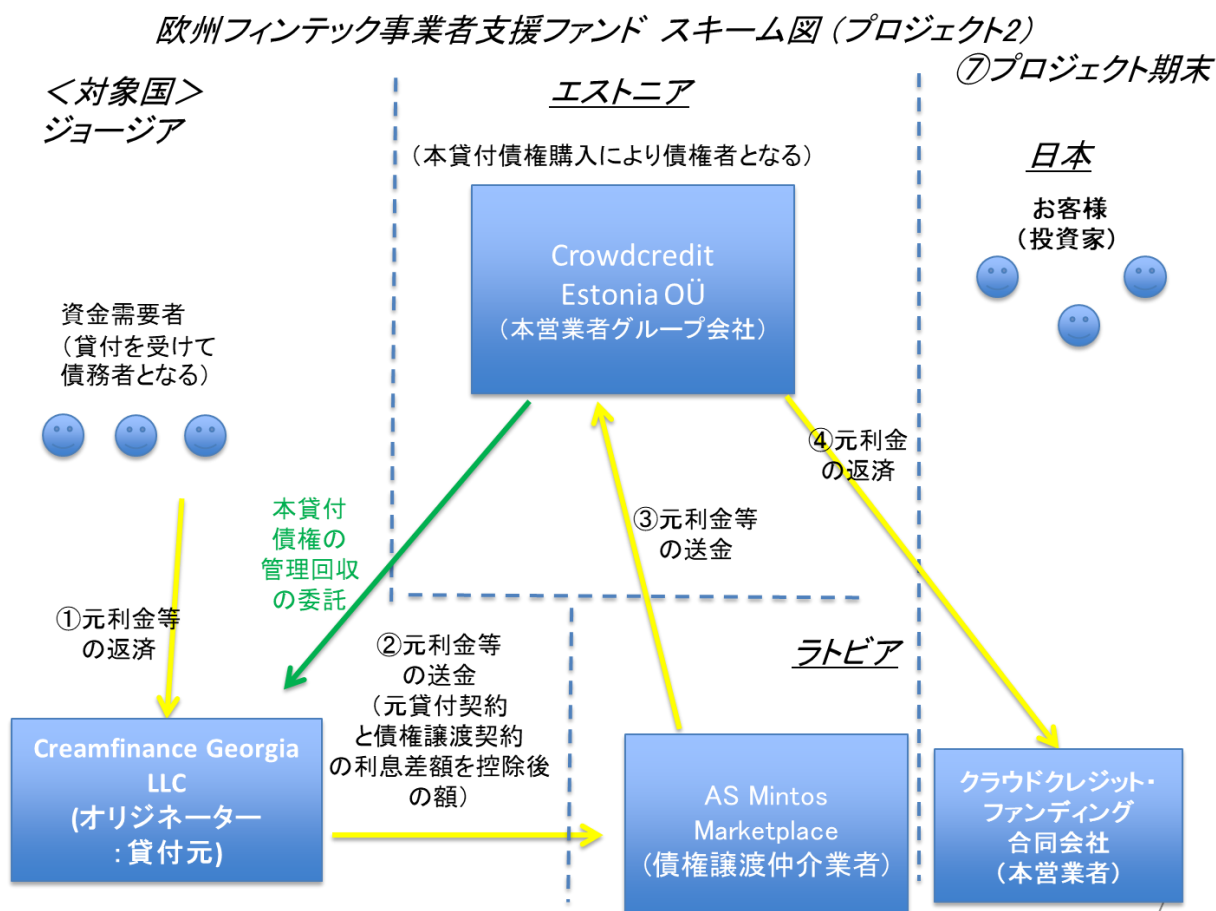 欧州フィンテック事業者支援ファンド スキーム図（プロジェクト2）
⑦プロジェクト期末
＜対象国＞
ジョージア
エストニア
（本貸付債権購入により債権者となる）
日本
お客様
（投資家）
Crowdcredit
Estonia OÜ
（本営業者グループ会社）
資金需要者
（貸付を受けて
債務者となる）
④元利金
の返済
本貸付
債権の
管理回収
の委託
③元利金等
の送金
①元利金等
の返済
②元利金等
の送金
（元貸付契約
と債権譲渡契約
の利息差額を控除後
の額）
ラトビア
Creamfinance Georgia
LLC
(オリジネーター
：貸付元)
AS Mintos
Marketplace
（債権譲渡仲介業者）
クラウドクレジット・
ファンディング
合同会社
（本営業者）